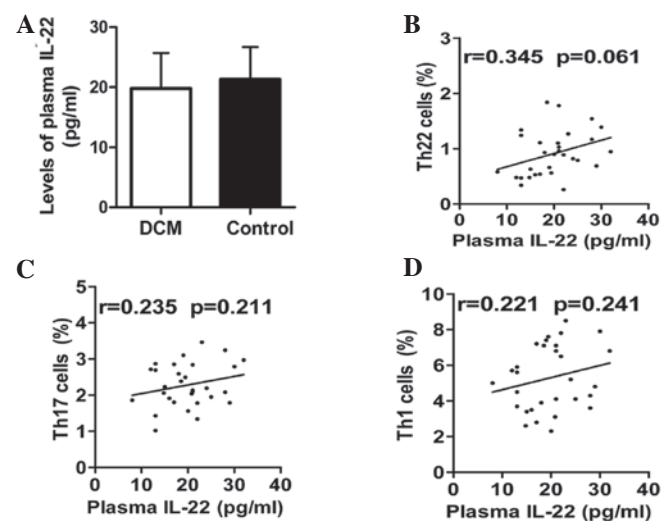 A
Levels of plasma IL-22
(pg/ml)
30
20
10
0
DCM Control
B
r=0.345 p=0.061
Th22 cells (%)
3
2
1
0
0 10 20 30 40
Plasma IL-22 (pg/ml)
C
r=0.235 p=0.211
Th17 cells (%)
5
4
3
2
1
0
0 10 20 30 40
Plasma IL-22 (pg/ml)
D
r=0.221 p=0.241
Th1 cells (%)
10
8
6
4
2
0
0 10 20 30 40
Plasma IL-22 (pg/ml)